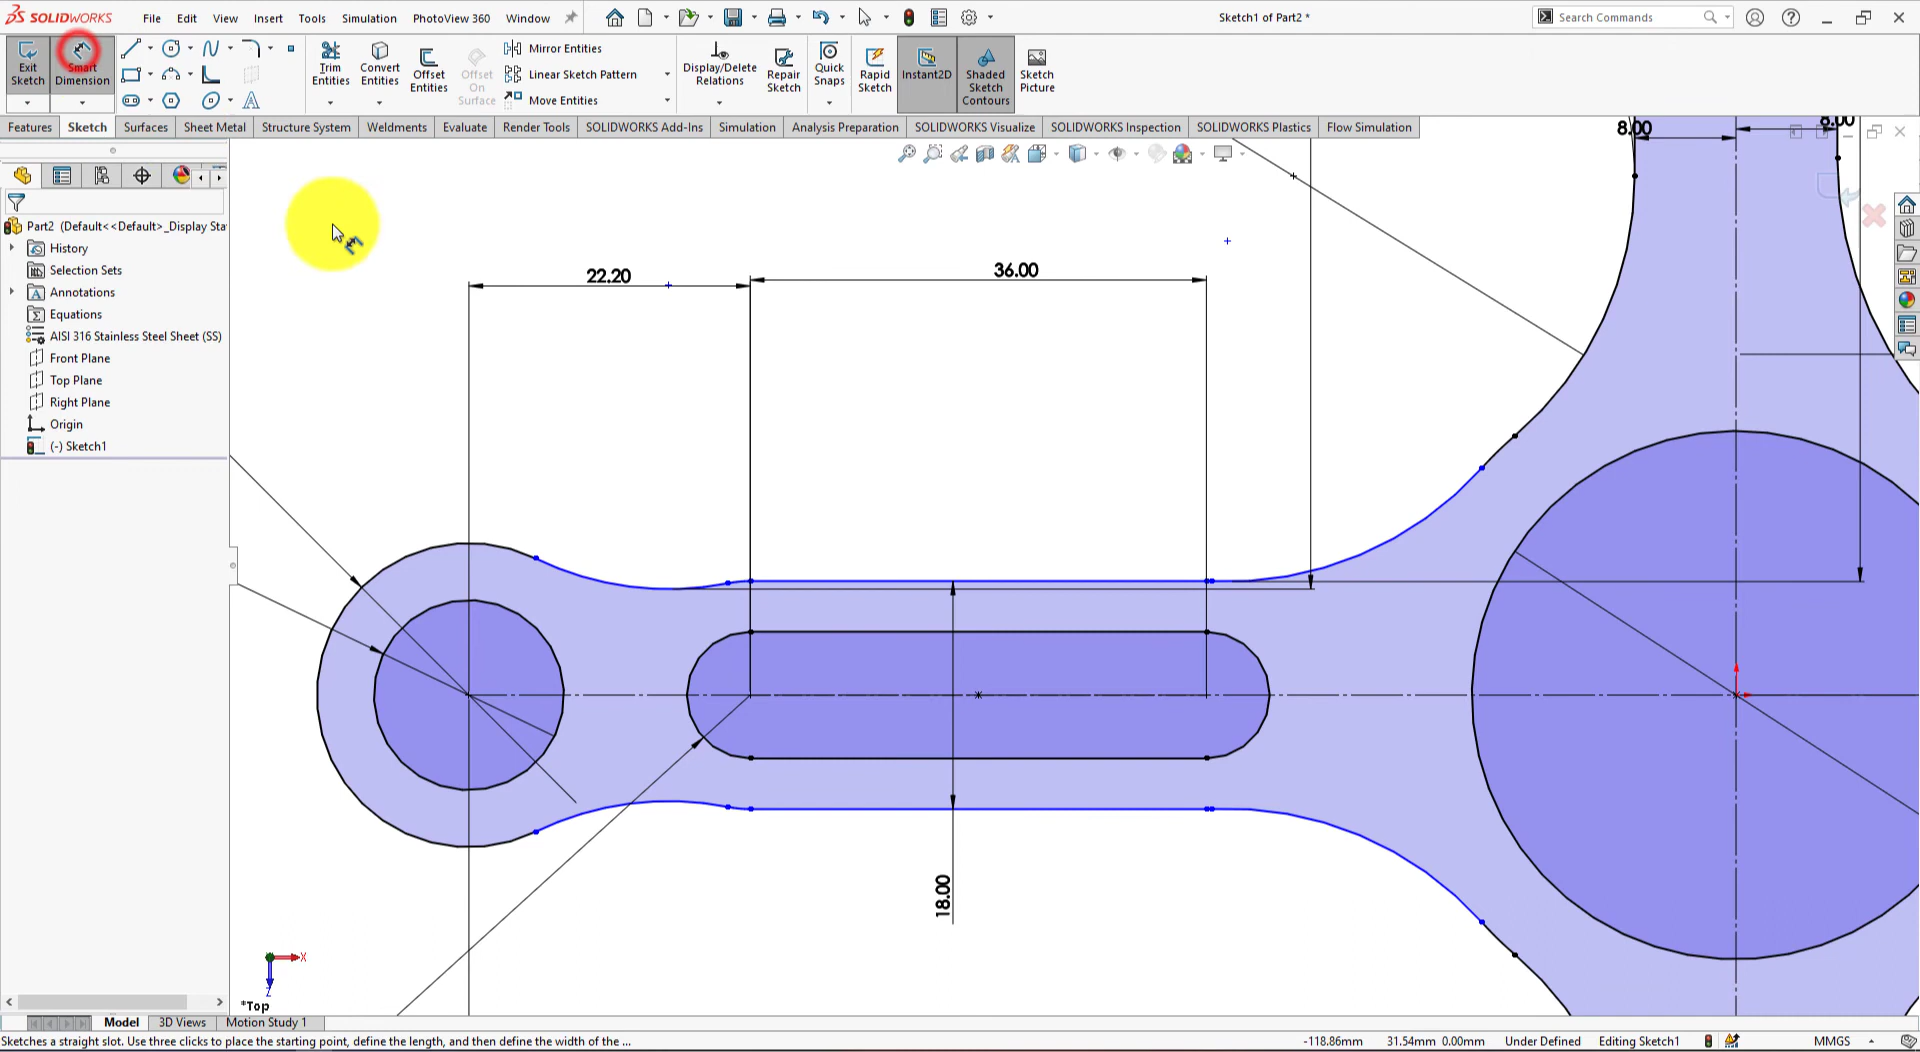 SOLIDWORKS
File
Edit
View
Insert
Tools
Simulation
PhotoView 360
Window
Sketch1 of Part2 *
Search Commands
Exit Sketch
Smart Dimension
Trim Entities
Convert Entities
Offset Entities
Offset On Surface
Mirror Entities
Linear Sketch Pattern
Move Entities
Display/Delete Relations
Repair Sketch
Quick Snaps
Rapid Sketch
Instant2D
Shaded Sketch Contours
Sketch Picture
Features
Sketch
Surfaces
Sheet Metal
Structure System
Weldments
Evaluate
Render Tools
SOLIDWORKS Add-Ins
Simulation
Analysis Preparation
SOLIDWORKS Visualize
SOLIDWORKS Inspection
SOLIDWORKS Plastics
Flow Simulation
Part2 (Default<<Default>_Display Sta
History
Selection Sets
Annotations
Equations
AISI 316 Stainless Steel Sheet (SS)
Front Plane
Top Plane
Right Plane
Origin
(-) Sketch1
8.00
8.00
22.20
36.00
18.00
X
Z
*Top
Model
3D Views
Motion Study 1
Sketches a straight slot. Use three clicks to place the starting point, define the length, and then define the width of the ...
-118.86mm
31.54mm 0.00mm
Under Defined
Editing Sketch1
MMGS